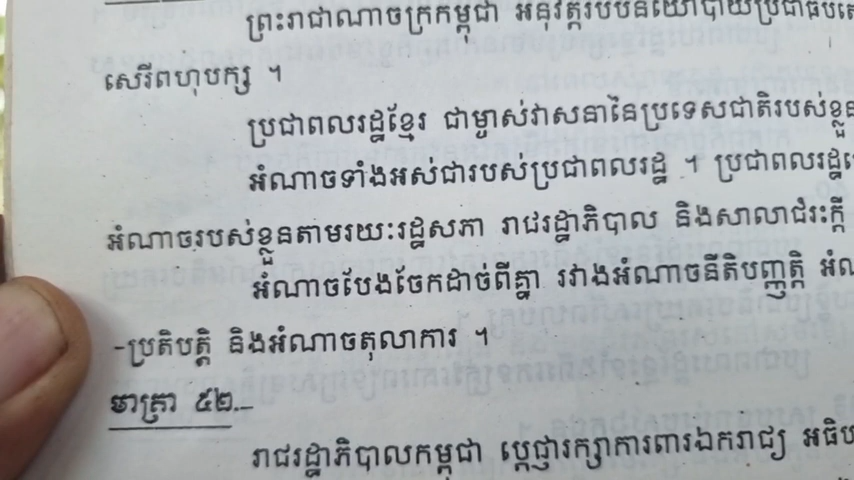 ព្រះរាជាណាចក្រកម្ពុជា អនុវត្តរបបនយោបាយប្រជាធិបតេ
សេរីពហុបក្ស ។
ប្រជាពលរដ្ឋខ្មែរ ជាម្ចាស់វាសនានៃប្រទេសជាតិរបស់ខ្លួន
អំណាចទាំងអស់ជារបស់ប្រជាពលរដ្ឋ ។ ប្រជាពលរដ្ឋ
អំណាចរបស់ខ្លួនតាមរយៈរដ្ឋសភា រាជរដ្ឋាភិបាល និងសាលាជំរះក្តី
អំណាចបែងចែកដាច់ពីគ្នា រវាងអំណាចនីតិបញ្ញត្តិ អំណ
-ប្រតិបត្តិ និងអំណាចតុលាការ ។
មាត្រា ៥២._
រាជរដ្ឋាភិបាលកម្ពុជា ប្តេជ្ញារក្សាការពារឯករាជ្យ អធិប